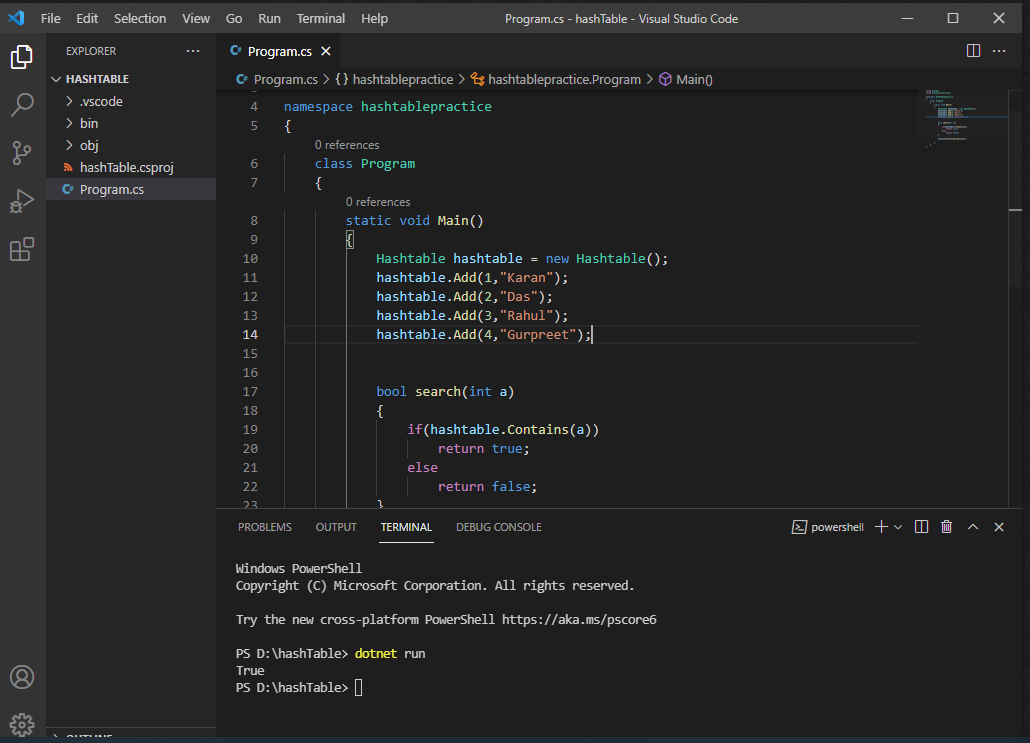 File Edit Selection View Go Run Terminal Help Program.cs - hashTable - Visual Studio Code
EXPLORER
HASHTABLE
.vscode
bin
obj
hashTable.csproj
Program.cs
Program.cs
Program.cs > {} hashtablepractice > hashtablepractice.Program > Main()
4 namespace hashtablepractice
5 {
0 references
6 class Program
7 {
0 references
8 static void Main()
9 {
10 Hashtable hashtable = new Hashtable();
11 hashtable.Add(1,"Karan");
12 hashtable.Add(2,"Das");
13 hashtable.Add(3,"Rahul");
14 hashtable.Add(4,"Gurpreet");
15
16
17 bool search(int a)
18 {
19 if(hashtable.Contains(a))
20 return true;
21 else
22 return false;
23 }
PROBLEMS OUTPUT TERMINAL DEBUG CONSOLE powershell
Windows PowerShell
Copyright (C) Microsoft Corporation. All rights reserved.
Try the new cross-platform PowerShell https://aka.ms/pscore6
PS D:\hashTable> dotnet run
True
PS D:\hashTable>
OUTLINE